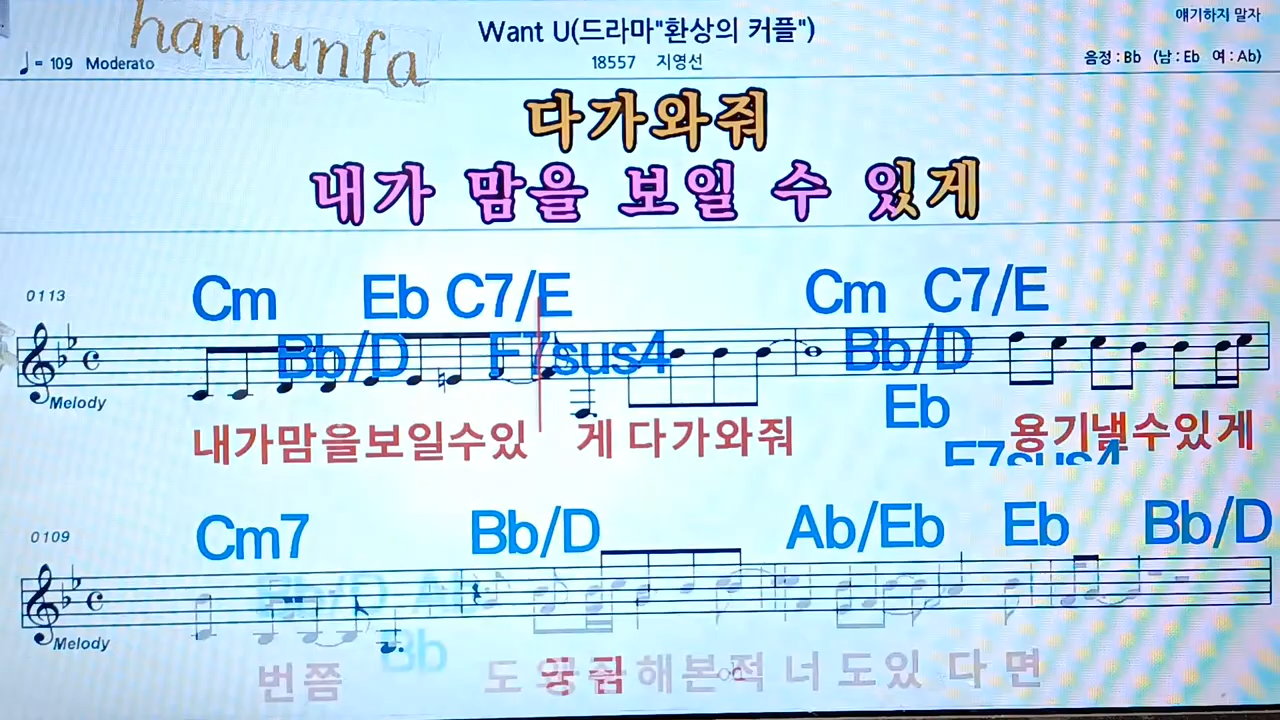 han unfa
얘기하지 말자
Want U(드라마"환상의 커플")
♩= 109 Moderato
18557 지영선
음정 : Bb (남 : Eb 여 : Ab)
다가와줘
내가 맘을 보일 수 있게
0113
Cm Eb C7/E Cm C7/E
Bb/D F7sus4 Bb/D
Eb
Melody
내가맘을보일수있 게 다가와줘 용기낼수있게
F7sus4
0109
Cm7 Bb/D Ab/Eb Eb Bb/D
Bb/D
Melody
Bb
번쯤 도 해본적 너 도있 다 면